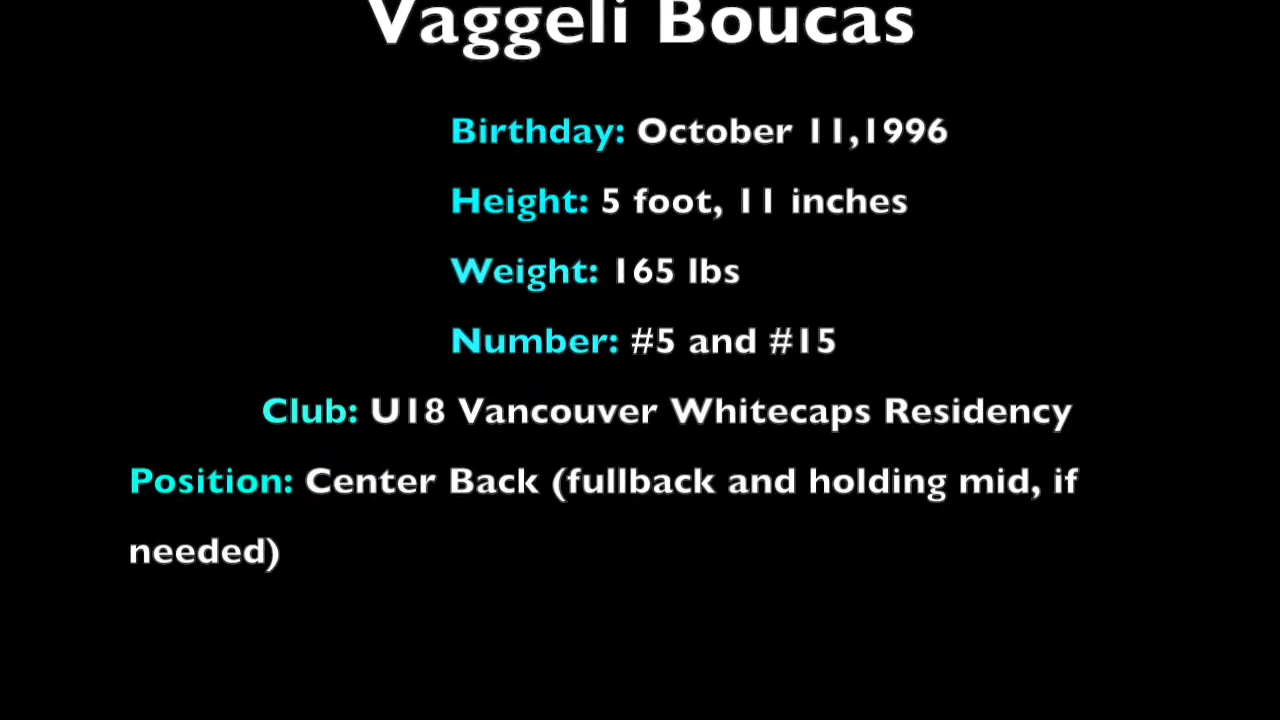 Vaggeli Boucas
Birthday: October 11,1996
Height: 5 foot, 11 inches
Weight: 165 lbs
Number: #5 and #15
Club: U18 Vancouver Whitecaps Residency
Position: Center Back (fullback and holding mid, if
needed)